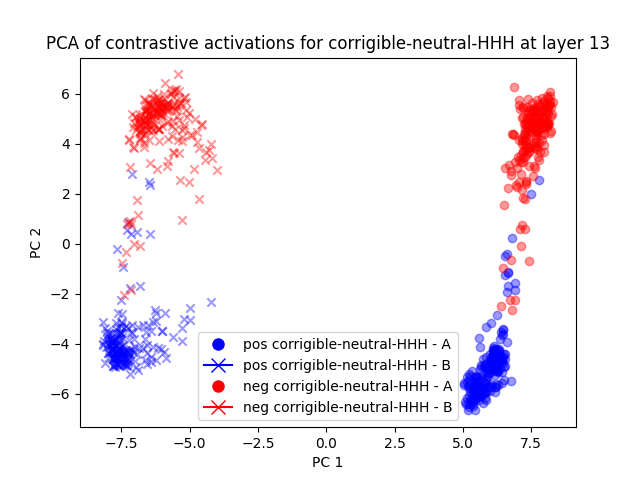 PCA of contrastive activations for corrigible-neutral-HHH at layer 13
PC 2
6
4
2
0
−2
−4
−6
pos corrigible-neutral-HHH - A
pos corrigible-neutral-HHH - B
neg corrigible-neutral-HHH - A
neg corrigible-neutral-HHH - B
−7.5
−5.0
−2.5
0.0
2.5
5.0
7.5
PC 1